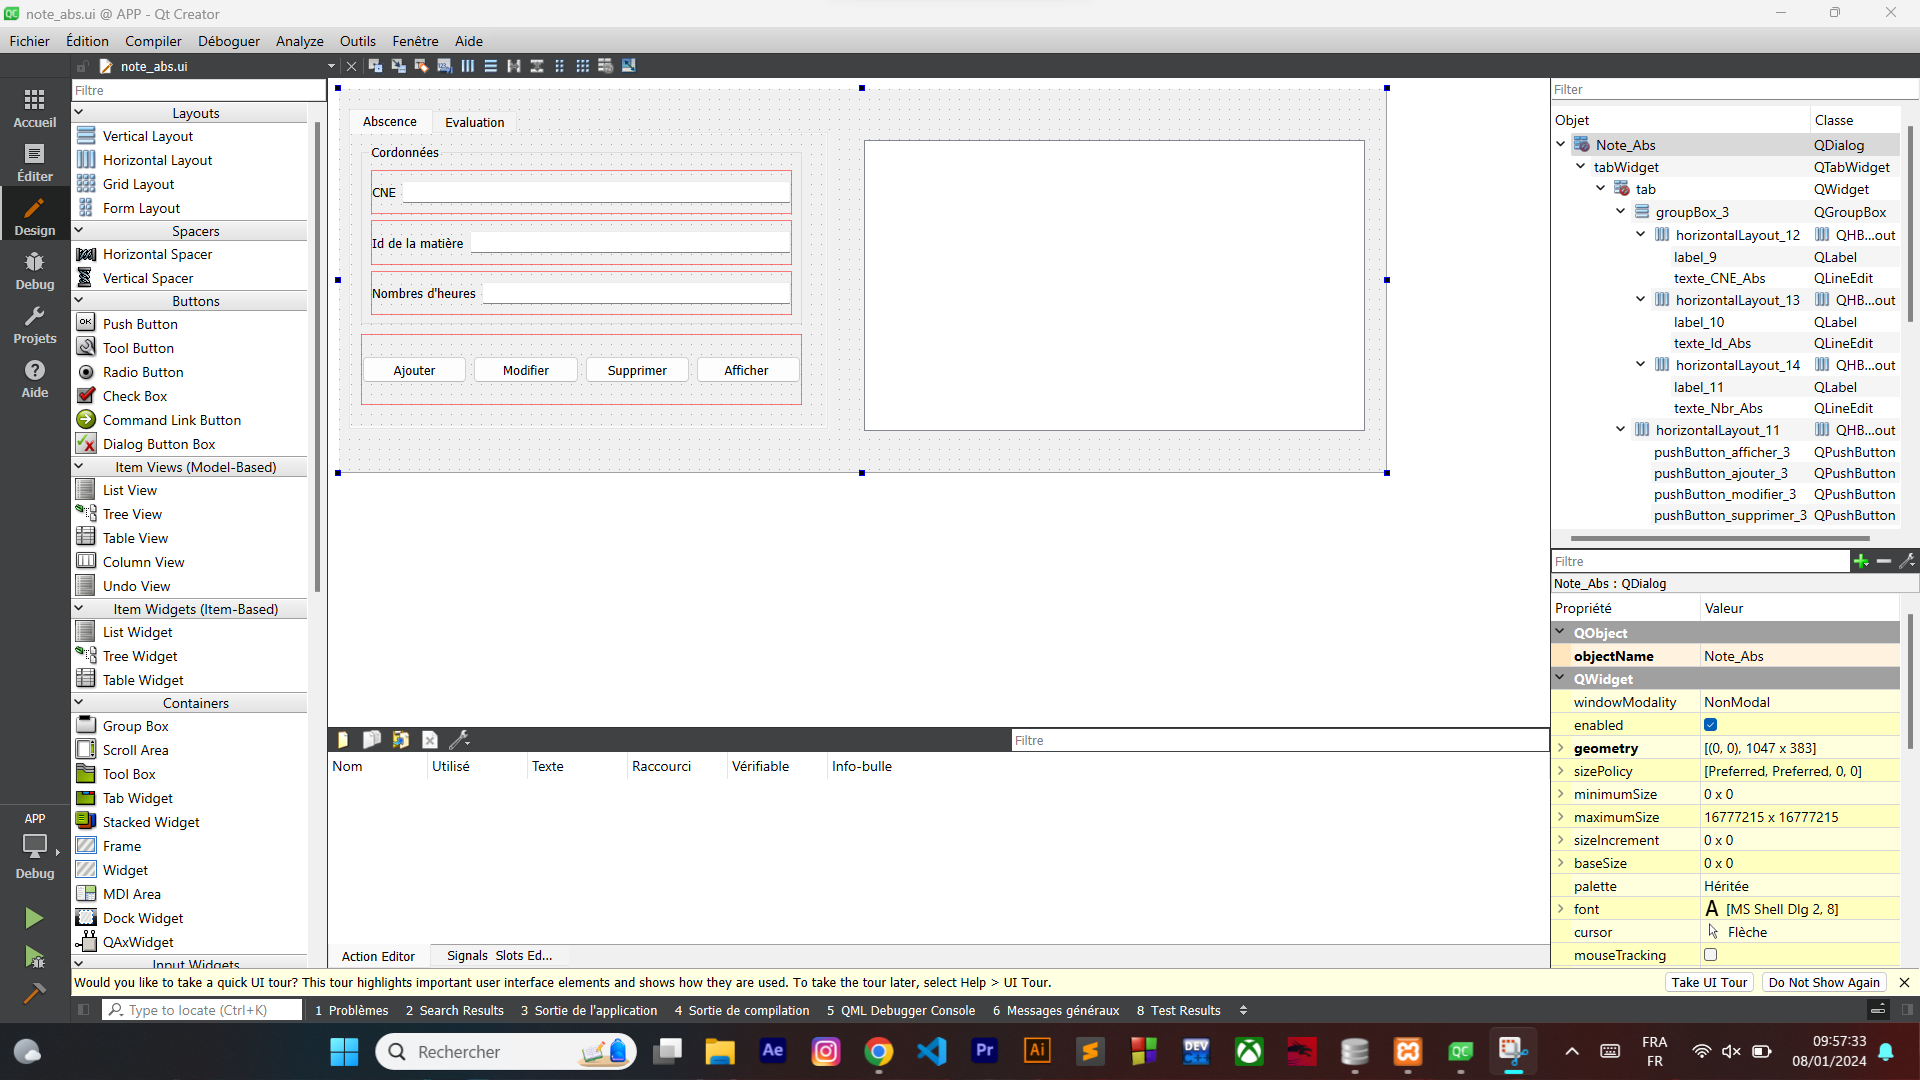 note_abs.ui @ APP - Qt Creator
Fichier Édition Compiler Déboguer Analyze Outils Fenêtre Aide
note_abs.ui
Accueil
Éditer
Design
Debug
Projets
Aide
APP
Debug
Filtre
Layouts
Vertical Layout
Horizontal Layout
Grid Layout
Form Layout
Spacers
Horizontal Spacer
Vertical Spacer
Buttons
OK Push Button
Tool Button
Radio Button
Check Box
Command Link Button
Dialog Button Box
Item Views (Model-Based)
List View
Tree View
Table View
Column View
Undo View
Item Widgets (Item-Based)
List Widget
Tree Widget
Table Widget
Containers
Group Box
Scroll Area
Tool Box
Tab Widget
Stacked Widget
Frame
Widget
MDI Area
Dock Widget
QAxWidget
Input Widgets
Abscence Evaluation
Cordonnées
CNE
Id de la matière
Nombres d'heures
Ajouter Modifier Supprimer Afficher
Filtre
Nom Utilisé Texte Raccourci Vérifiable Info-bulle
Action Editor Signals Slots Ed...
Filter
Objet Classe
Note_Abs QDialog
tabWidget QTabWidget
tab QWidget
groupBox_3 QGroupBox
horizontalLayout_12 QHB...out
label_9 QLabel
texte_CNE_Abs QLineEdit
horizontalLayout_13 QHB...out
label_10 QLabel
texte_Id_Abs QLineEdit
horizontalLayout_14 QHB...out
label_11 QLabel
texte_Nbr_Abs QLineEdit
horizontalLayout_11 QHB...out
pushButton_afficher_3 QPushButton
pushButton_ajouter_3 QPushButton
pushButton_modifier_3 QPushButton
pushButton_supprimer_3 QPushButton
Filtre
Note_Abs : QDialog
Propriété Valeur
QObject
objectName Note_Abs
QWidget
windowModality NonModal
enabled
geometry [(0, 0), 1047 x 383]
sizePolicy [Preferred, Preferred, 0, 0]
minimumSize 0 x 0
maximumSize 16777215 x 16777215
sizeIncrement 0 x 0
baseSize 0 x 0
palette Héritée
font A [MS Shell Dlg 2, 8]
cursor Flèche
mouseTracking
Would you like to take a quick UI tour? This tour highlights important user interface elements and shows how they are used. To take the tour later, select Help > UI Tour.
Take UI Tour Do Not Show Again
Type to locate (Ctrl+K) 1 Problèmes 2 Search Results 3 Sortie de l'application 4 Sortie de compilation 5 QML Debugger Console 6 Messages généraux 8 Test Results
Rechercher
Ae Pr Ai DEV QC
FRA
FR
09:57:33
08/01/2024